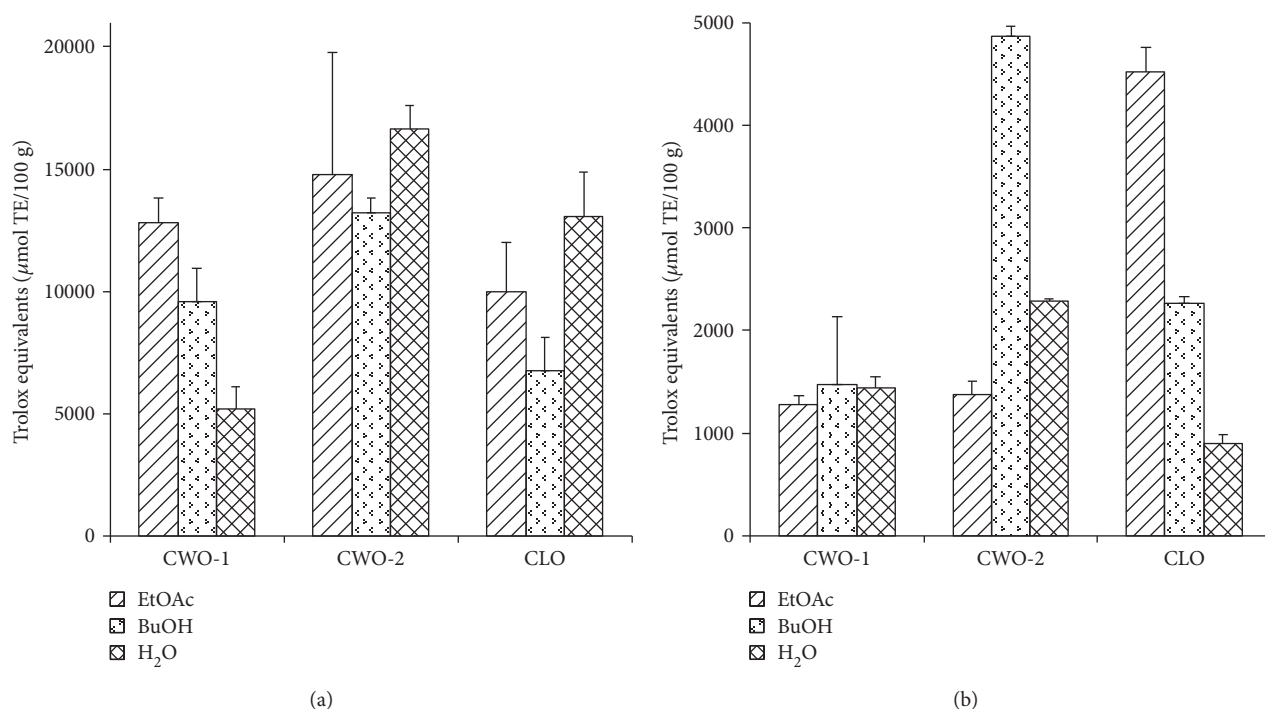 Trolox equivalents (μmol TE/100 g)
20000
15000
10000
5000
0
CWO-1 CWO-2 CLO
EtOAc
BuOH
H₂O
(a)
Trolox equivalents (μmol TE/100 g)
5000
4000
3000
2000
1000
0
CWO-1 CWO-2 CLO
EtOAc
BuOH
H₂O
(b)